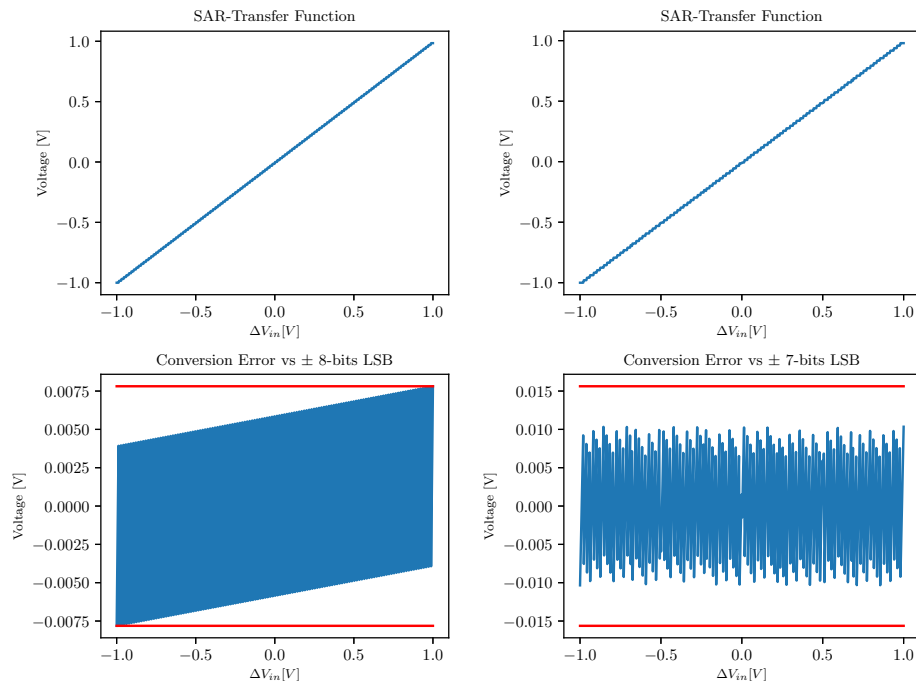 SAR-Transfer Function
1.0
0.5
0.0
−0.5
−1.0
Voltage [V]
−1.0 −0.5 0.0 0.5 1.0
ΔV_in[V]
SAR-Transfer Function
1.0
0.5
0.0
−0.5
−1.0
Voltage [V]
−1.0 −0.5 0.0 0.5 1.0
ΔV_in[V]
Conversion Error vs ± 8-bits LSB
0.0075
0.0050
0.0025
0.0000
−0.0025
−0.0050
−0.0075
Voltage [V]
−1.0 −0.5 0.0 0.5 1.0
ΔV_in[V]
Conversion Error vs ± 7-bits LSB
0.015
0.010
0.005
0.000
−0.005
−0.010
−0.015
Voltage [V]
−1.0 −0.5 0.0 0.5 1.0
ΔV_in[V]